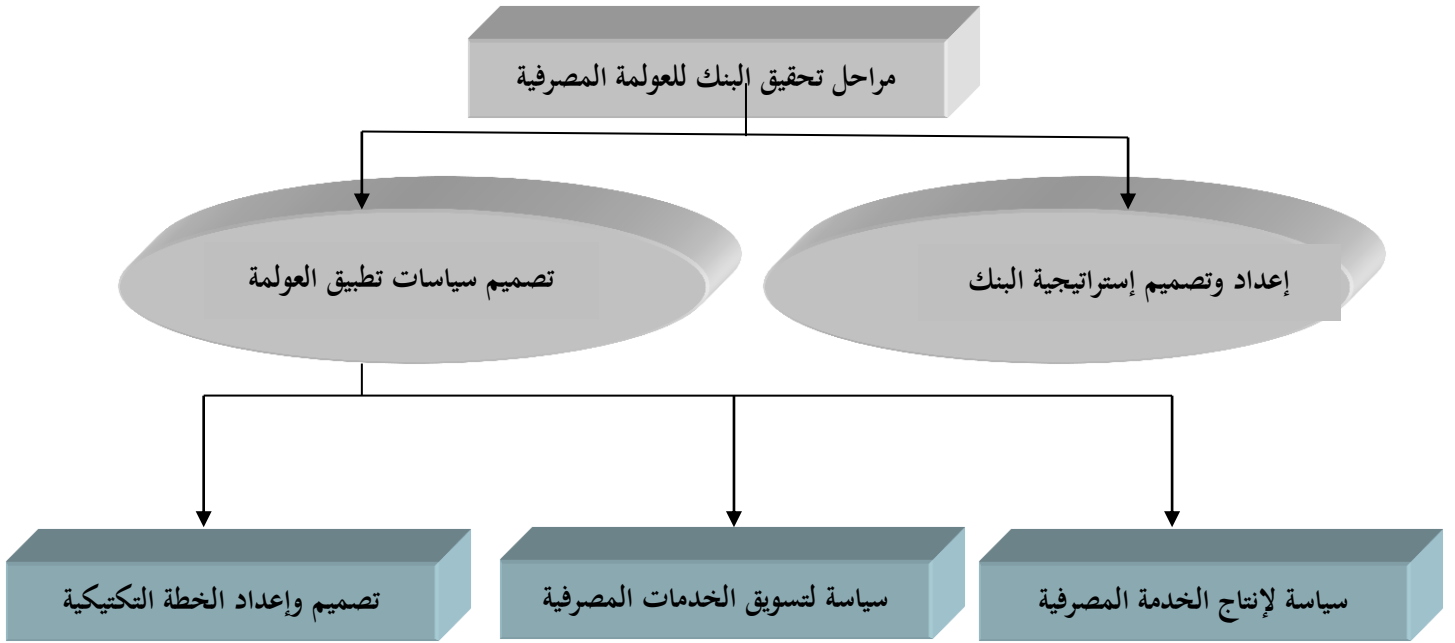 مراحل تحقيق البنك للعولمة المصرفية
إعداد وتصميم إستراتيجية البنك
تصميم سياسات تطبيق العولمة
سياسة لإنتاج الخدمة المصرفية
سياسة لتسويق الخدمات المصرفية
تصميم وإعداد الخطة التكتيكية